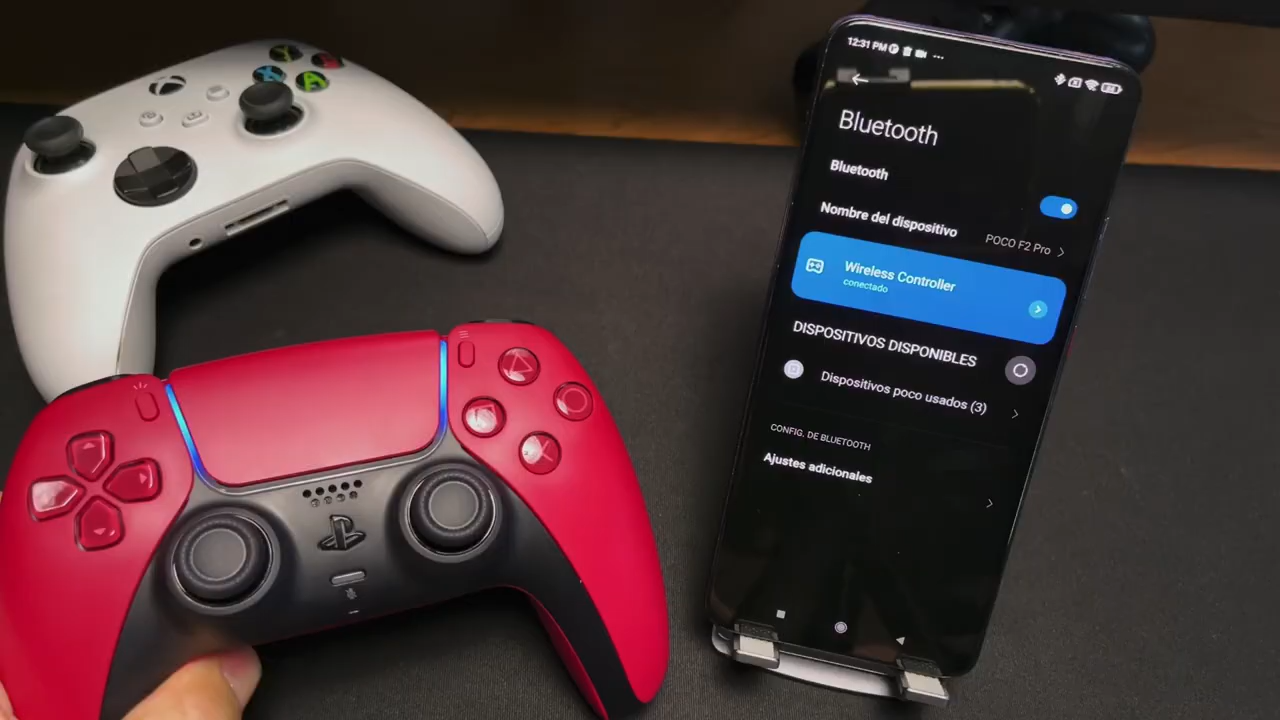 12:31 PM
Bluetooth
Bluetooth
Nombre del dispositivo
POCO F2 Pro
Wireless Controller
conectado
DISPOSITIVOS DISPONIBLES
Dispositivos poco usados (3)
CONFIG. DE BLUETOOTH
Ajustes adicionales
Y
X
A